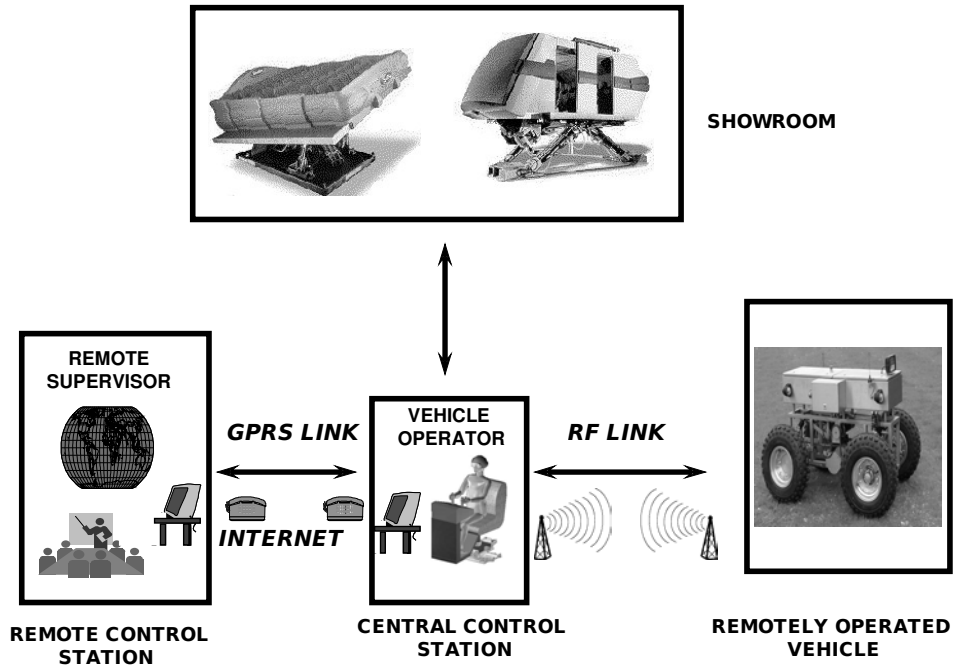 SHOWROOM
REMOTE
SUPERVISOR
GPRS LINK
INTERNET
VEHICLE
OPERATOR
RF LINK
REMOTE CONTROL
STATION
CENTRAL CONTROL
STATION
REMOTELY OPERATED
VEHICLE